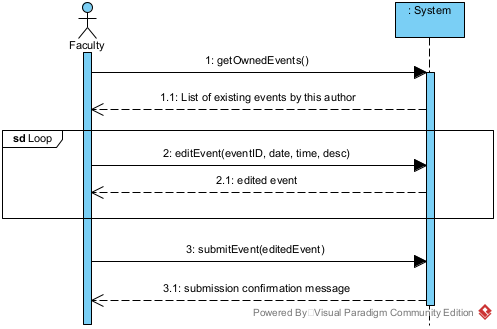 : System
Faculty
1: getOwnedEvents()
1.1: List of existing events by this author
sd Loop
2: editEvent(eventID, date, time, desc)
2.1: edited event
3: submitEvent(editedEvent)
3.1: submission confirmation message
Powered By Visual Paradigm Community Edition